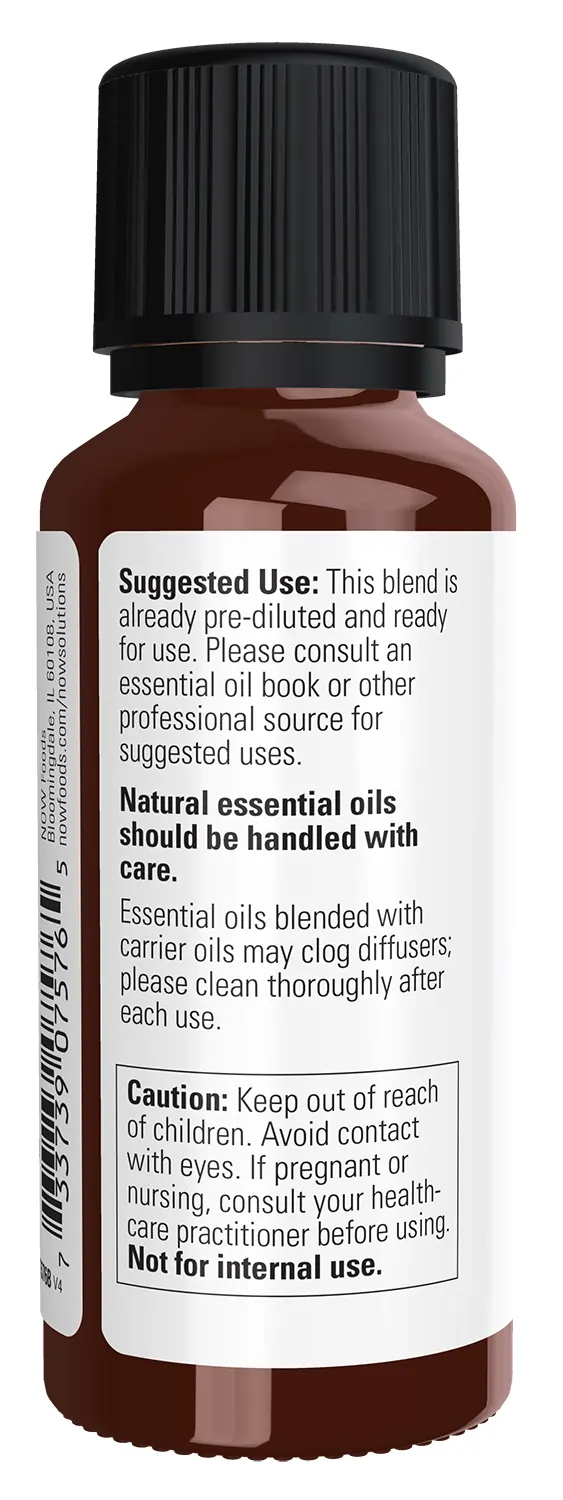 Suggested Use: This blend is
already pre-diluted and ready
for use. Please consult an
essential oil book or other
professional source for
suggested uses.
Natural essential oils
should be handled with
care.
Essential oils blended with
carrier oils may clog diffusers;
please clean thoroughly after
each use.
Caution: Keep out of reach
of children. Avoid contact
with eyes. If pregnant or
nursing, consult your health-
care practitioner before using.
Not for internal use.
NOW Foods
Bloomingdale, IL 60108, USA
nowfoods.com/nowsolutions
7 33739 07576 5
V4